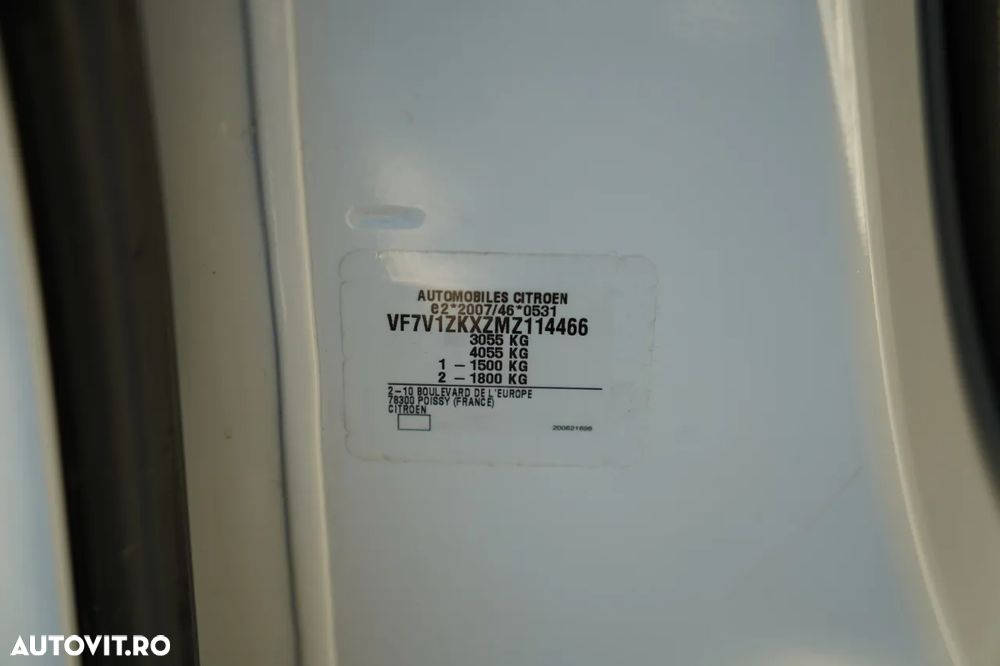 AUTOMOBILES CITROEN
e2*2007/46*0531
VF7V1ZKXZMZ114466
3055 KG
4055 KG
1 - 1500 KG
2 - 1800 KG
2-10 BOULEVARD DE L'EUROPE
78300 POISSY (FRANCE)
CITROEN
200621698
AUTOVIT.RO